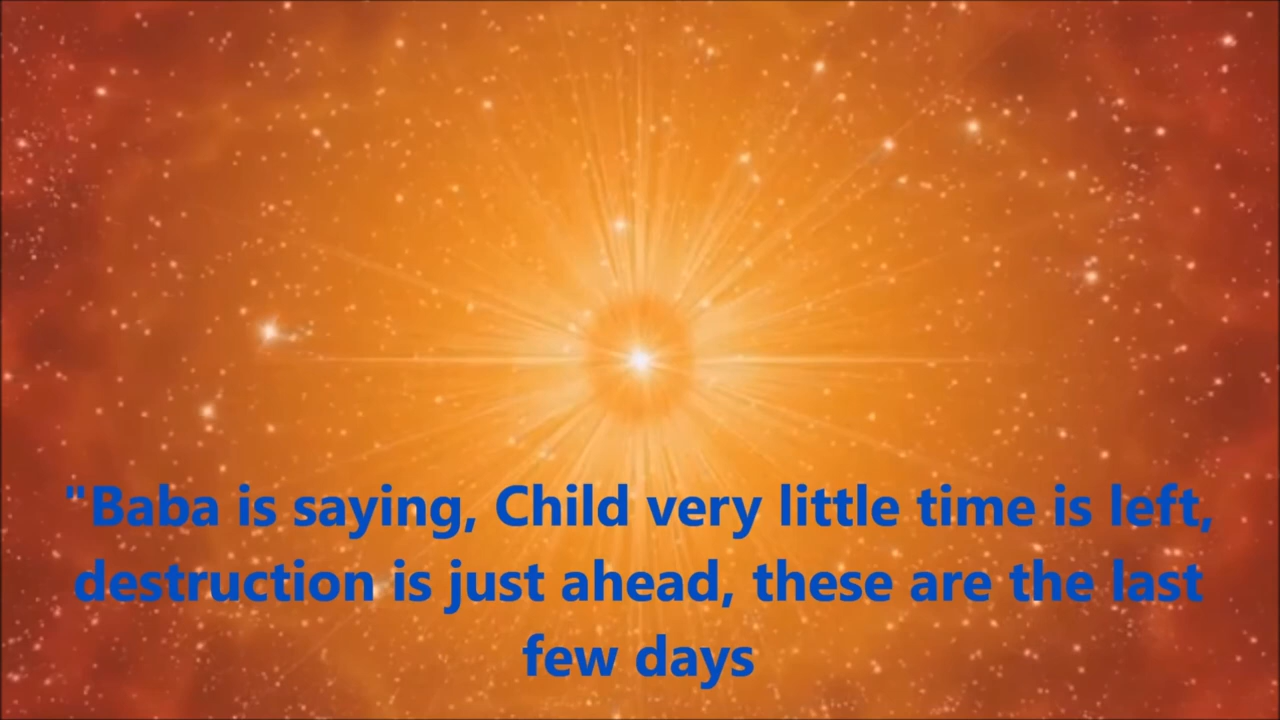 "Baba is saying, Child very little time is left,
destruction is just ahead, these are the last
few days